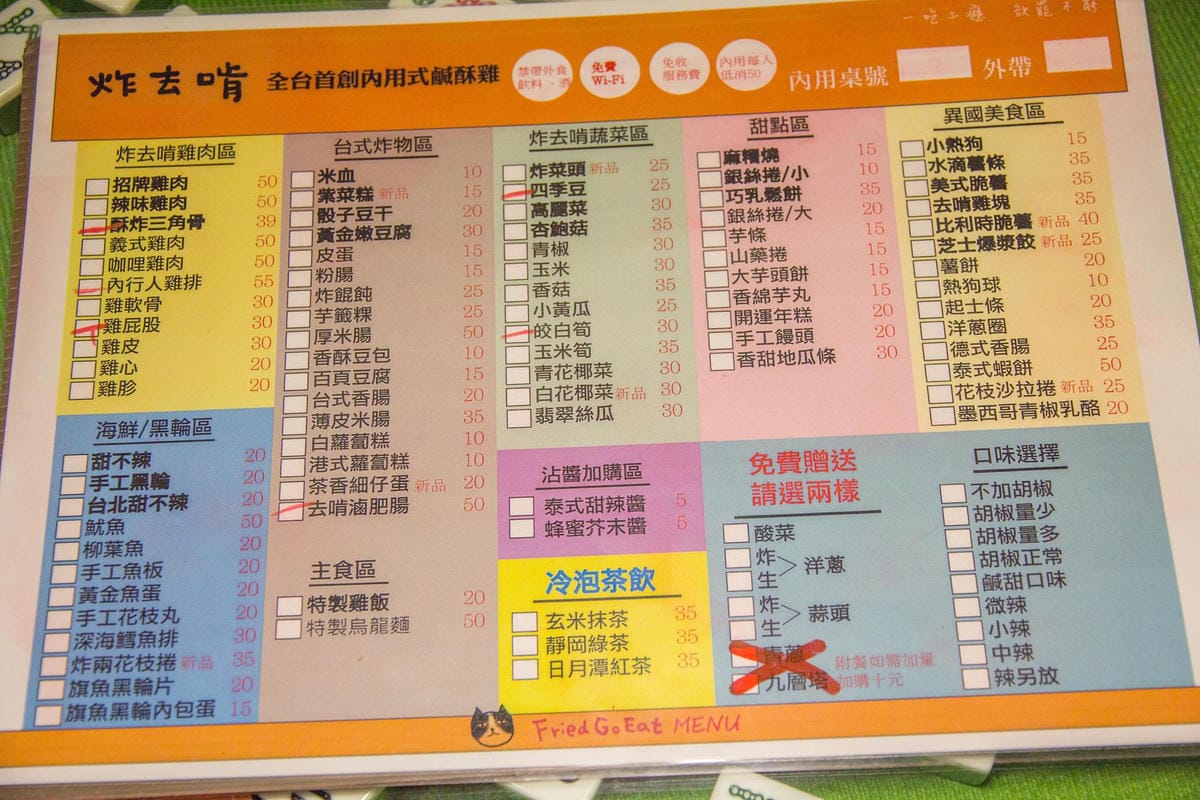 一吃上癮 欲罷不能
炸去啃 全台首創內用式鹹酥雞
禁帶外食
飲料、酒
免費
Wi-Fi
免收
服務費
內用每人
低消50
內用桌號
外帶
炸去啃雞肉區
招牌雞肉 50
辣味雞肉 50
酥炸三角骨 39
義式雞肉 50
咖哩雞肉 50
內行人雞排 55
雞軟骨 30
雞屁股 30
雞皮 30
雞心 20
雞胗 20
海鮮/黑輪區
甜不辣 20
手工黑輪 20
台北甜不辣 20
魷魚 50
柳葉魚 20
手工魚板 20
黃金魚蛋 20
手工花枝丸 20
深海鱈魚排 30
炸兩花枝捲 新品 35
旗魚黑輪片 20
旗魚黑輪內包蛋 15
台式炸物區
米血 10
紫菜糕 新品 15
骰子豆干 20
黃金嫩豆腐 30
皮蛋 15
粉腸 15
炸餛飩 25
芋籤粿 25
厚米腸 50
香酥豆包 10
百頁豆腐 15
台式香腸 20
薄皮米腸 35
白蘿蔔糕 10
港式蘿蔔糕 10
茶香細仔蛋 新品 20
去啃滷肥腸 50
主食區
特製雞飯 20
特製烏龍麵 50
炸去啃蔬菜區
炸菜頭 新品 25
四季豆 25
高麗菜 30
杏鮑菇 35
青椒 30
玉米 30
香菇 35
小黃瓜 25
皎白筍 30
玉米筍 35
青花椰菜 30
白花椰菜 新品 30
翡翠絲瓜 30
沾醬加購區
泰式甜辣醬 5
蜂蜜芥末醬 5
冷泡茶飲
玄米抹茶 35
靜岡綠茶 35
日月潭紅茶 35
甜點區
麻糬燒 15
銀絲捲/小 10
巧乳鬆餅 35
銀絲捲/大 20
芋條 15
山藥捲 15
大芋頭餅 15
香綿芋丸 15
開運年糕 20
手工饅頭 20
香甜地瓜條 30
異國美食區
小熱狗 15
水滴薯條 35
美式脆薯 35
去啃雞塊 35
比利時脆薯 新品 40
芝士爆漿餃 新品 25
薯餅 20
熱狗球 10
起士條 20
洋蔥圈 35
德式香腸 25
泰式蝦餅 50
花枝沙拉捲 新品 25
墨西哥青椒乳酪 20
免費贈送
請選兩樣
酸菜
炸
生 > 洋蔥
炸
生 > 蒜頭
青蔥
九層塔
附餐如需加量
加購十元
口味選擇
不加胡椒
胡椒量少
胡椒量多
胡椒正常
鹹甜口味
微辣
小辣
中辣
辣另放
Fried Go Eat MENU